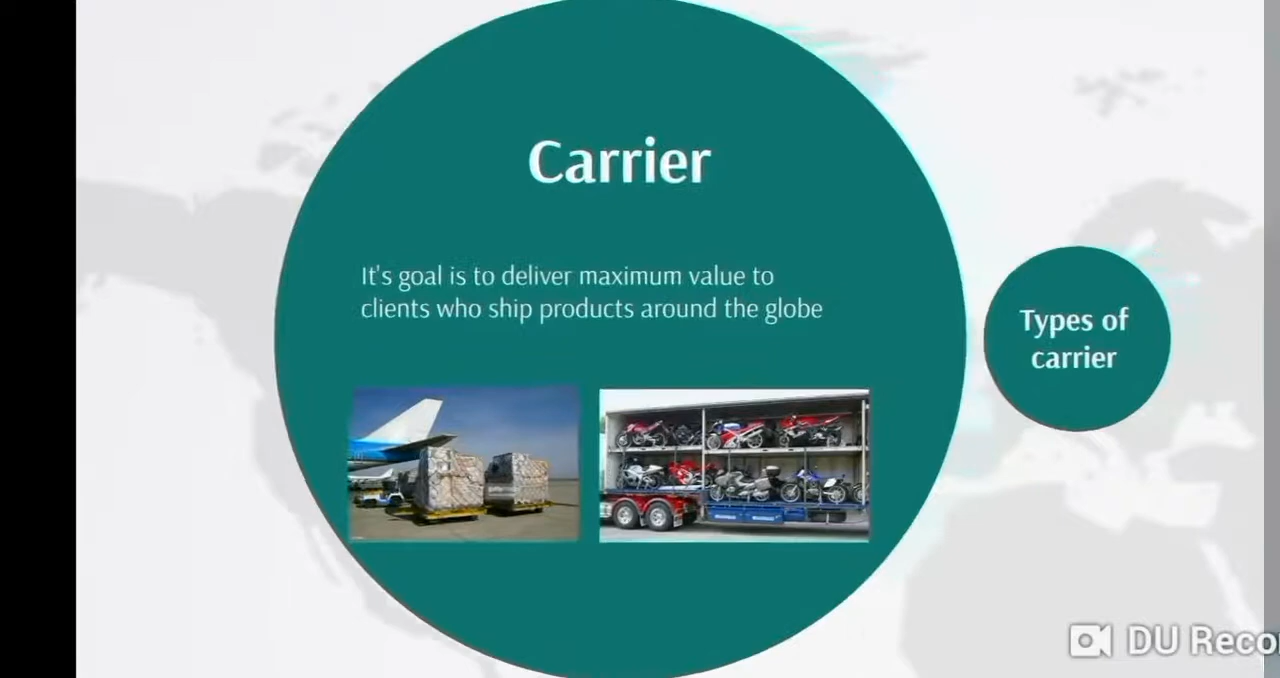 Carrier
It's goal is to deliver maximum value to
clients who ship products around the globe
Types of
carrier
DU Reco